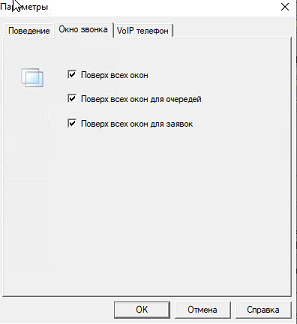 Параметры
Поведение Окно звонка VoIP телефон
Поверх всех окон
Поверх всех окон для очередей
Поверх всех окон для заявок
OK Отмена Справка